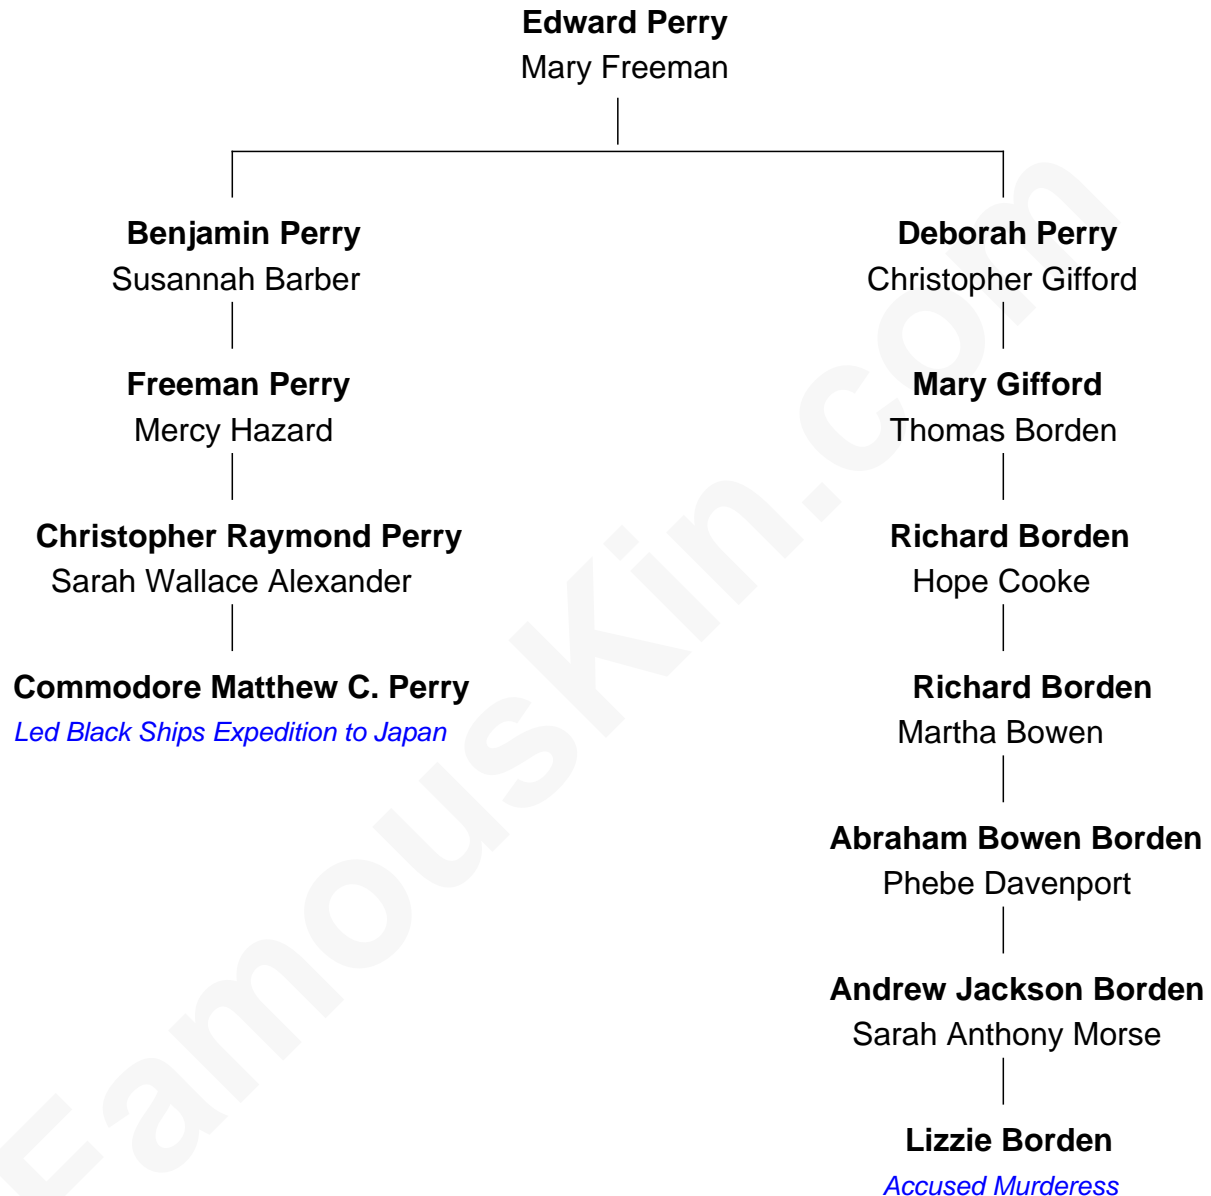 Edward Perry
Mary Freeman
Benjamin Perry
Susannah Barber
Freeman Perry
Mercy Hazard
Christopher Raymond Perry
Sarah Wallace Alexander
Commodore Matthew C. Perry
Led Black Ships Expedition to Japan
Deborah Perry
Christopher Gifford
Mary Gifford
Thomas Borden
Richard Borden
Hope Cooke
Richard Borden
Martha Bowen
Abraham Bowen Borden
Phebe Davenport
Andrew Jackson Borden
Sarah Anthony Morse
Lizzie Borden
Accused Murderess
FamousKin.com